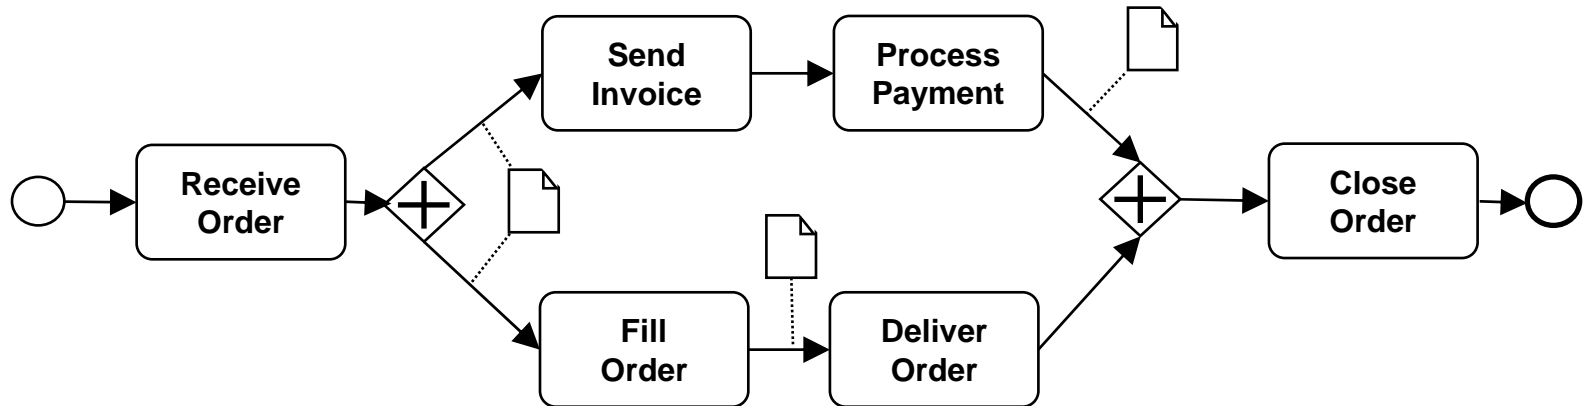 Receive
Order
Send
Invoice
Process
Payment
Fill
Order
Deliver
Order
Close
Order